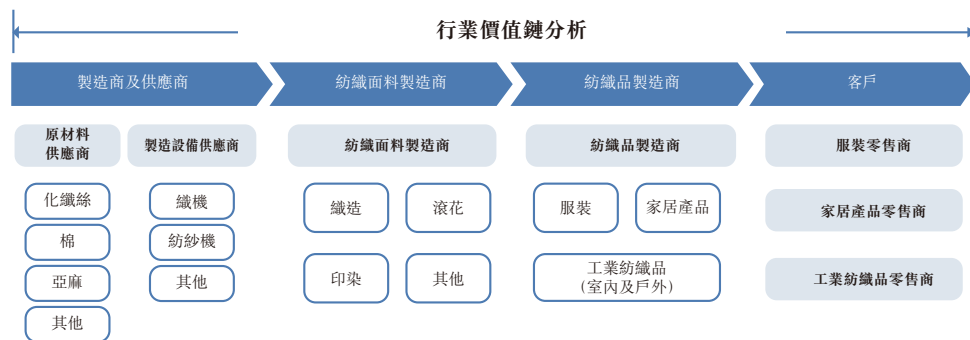 行業價值鏈分析
製造商及供應商
紡織面料製造商
紡織品製造商
客戶
原材料
供應商
製造設備供應商
紡織面料製造商
紡織品製造商
服裝零售商
化纖絲
織機
織造
滾花
服裝
家居產品
家居產品零售商
棉
紡紗機
亞麻
其他
印染
其他
工業紡織品
(室內及戶外)
工業紡織品零售商
其他